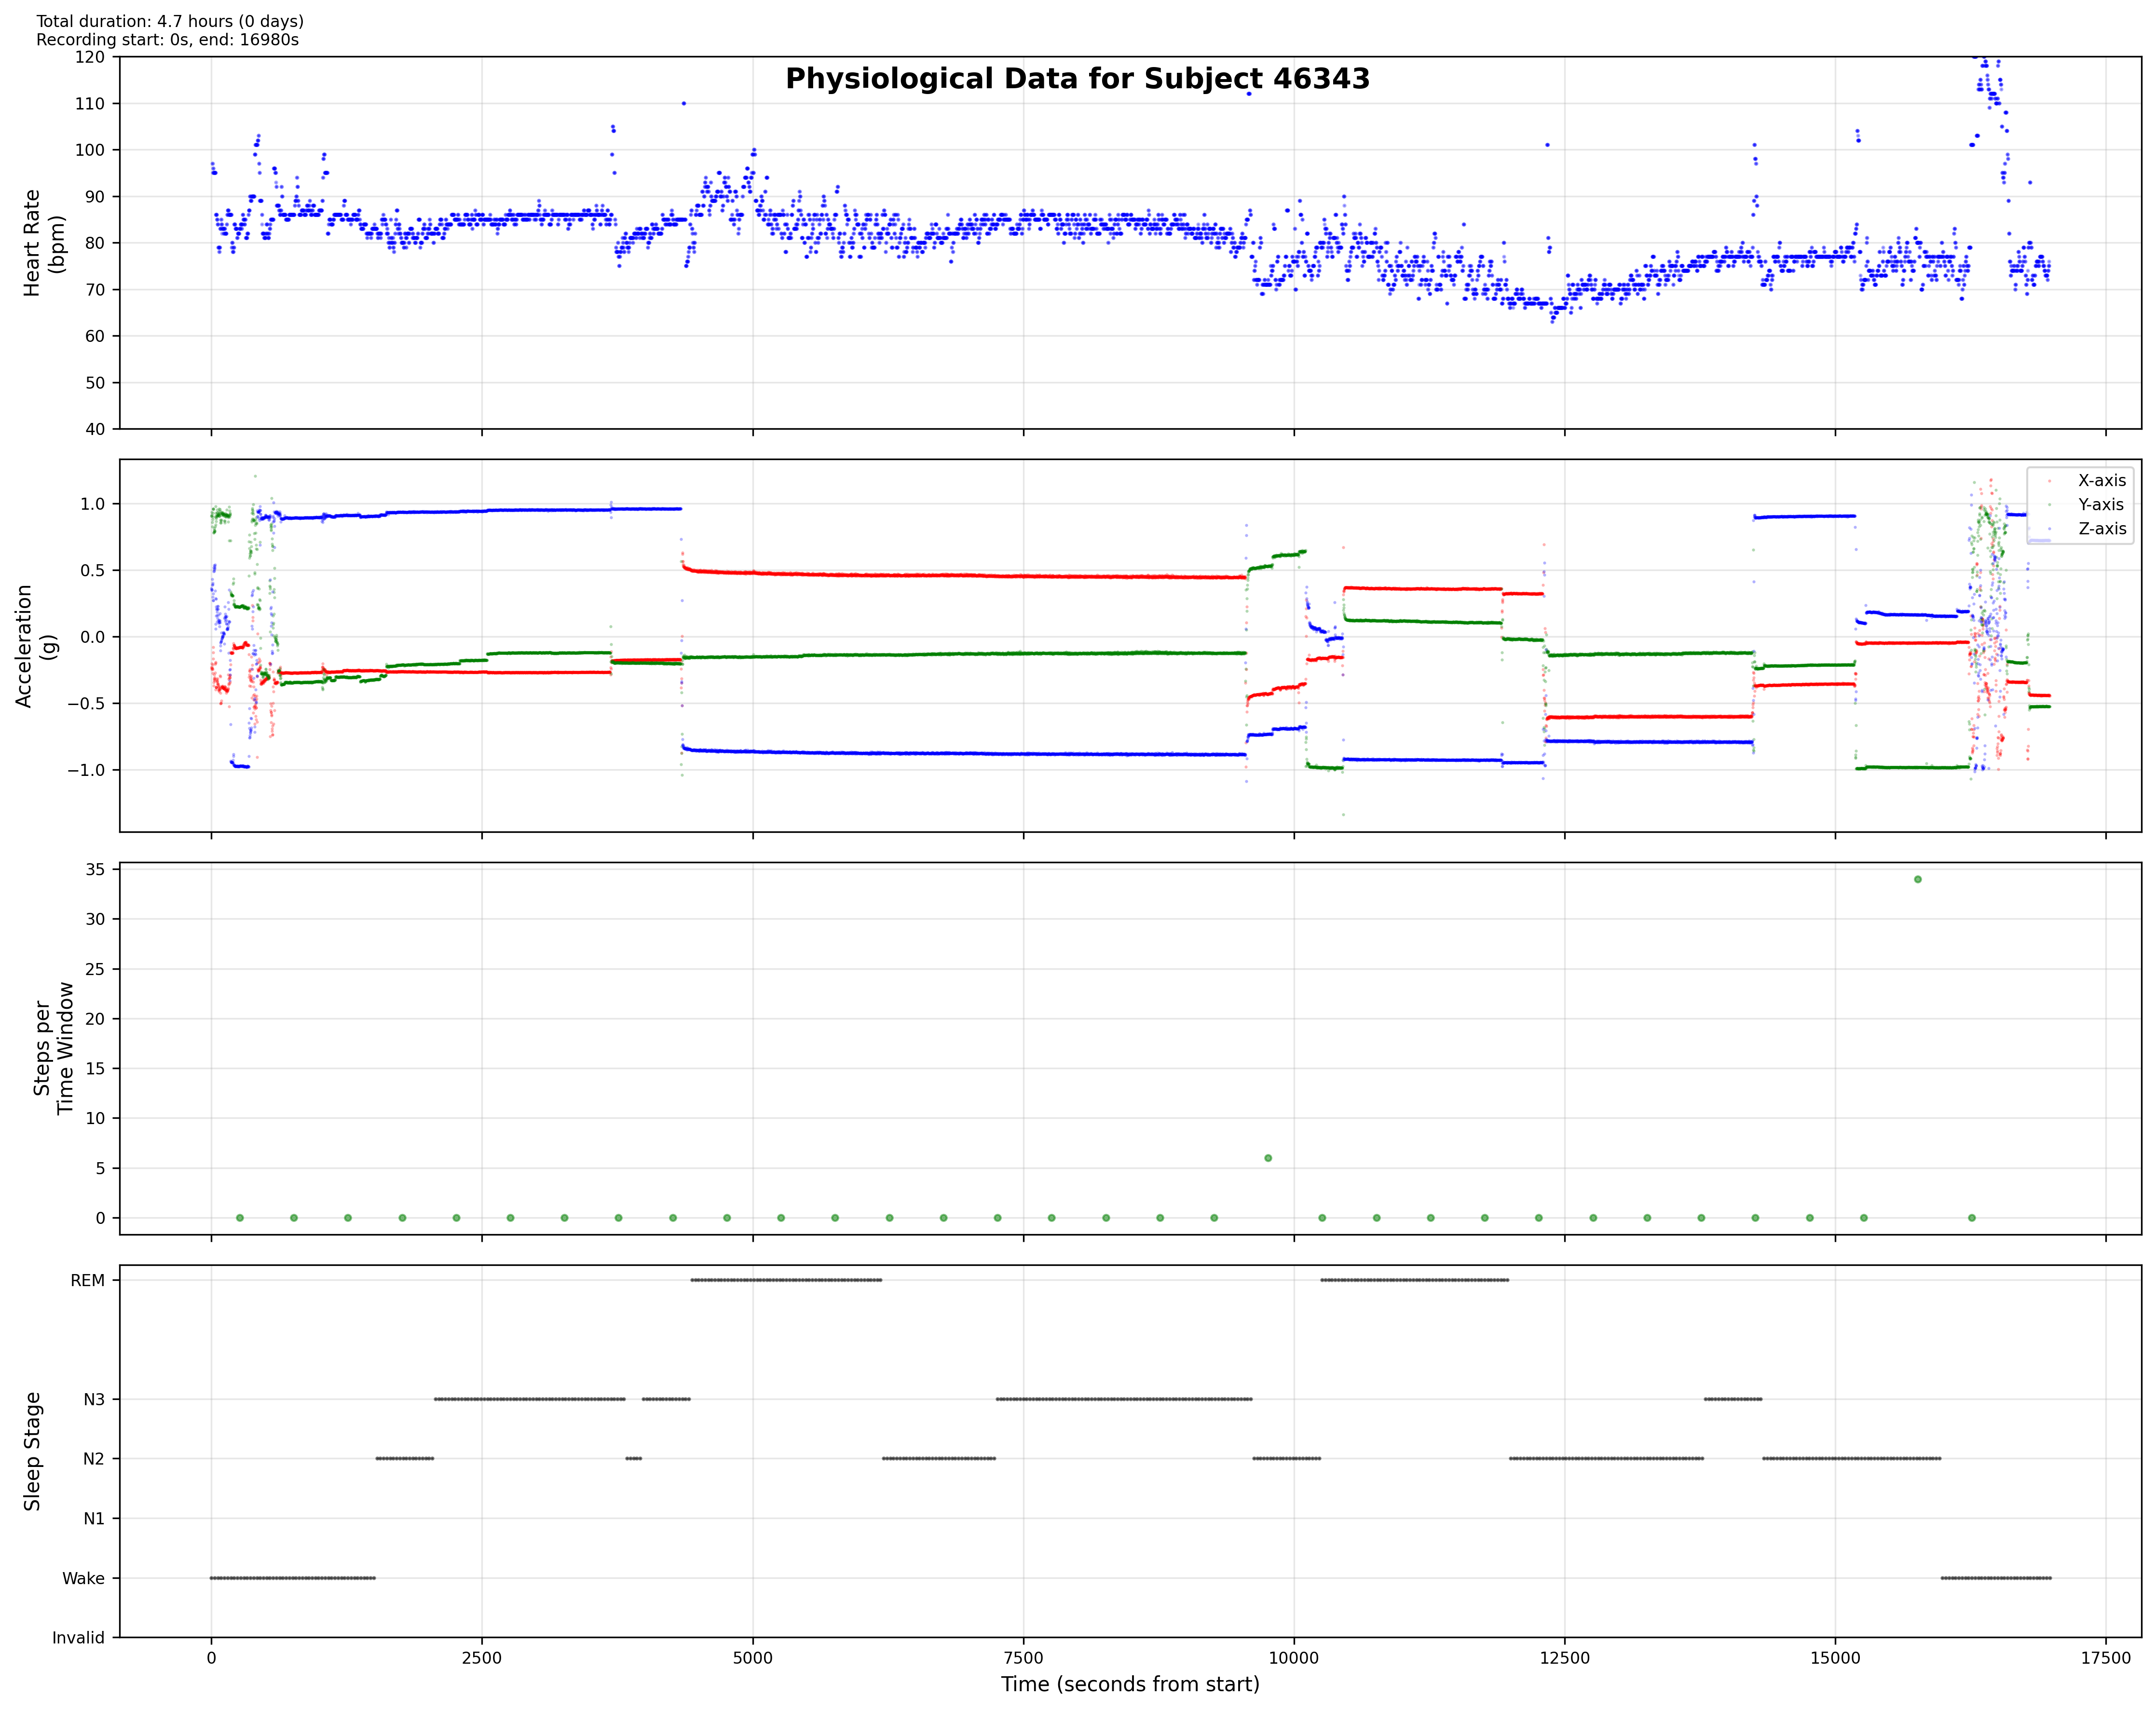 Total duration: 4.7 hours (0 days)
Recording start: 0s, end: 16980s
Physiological Data for Subject 46343
120
110
100
90
80
70
60
50
40
Heart Rate
(bpm)
X-axis
Y-axis
Z-axis
1.0
0.5
0.0
−0.5
−1.0
Acceleration
(g)
35
30
25
20
15
10
5
0
Steps per
Time Window
REM
N3
N2
N1
Wake
Invalid
Sleep Stage
0 2500 5000 7500 10000 12500 15000 17500
Time (seconds from start)